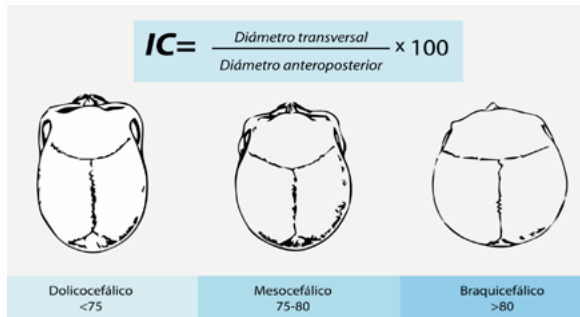 IC= Diámetro transversal x 100
Diámetro anteroposterior
Dolicocefálico
<75
Mesocefálico
75-80
Braquicefálico
>80